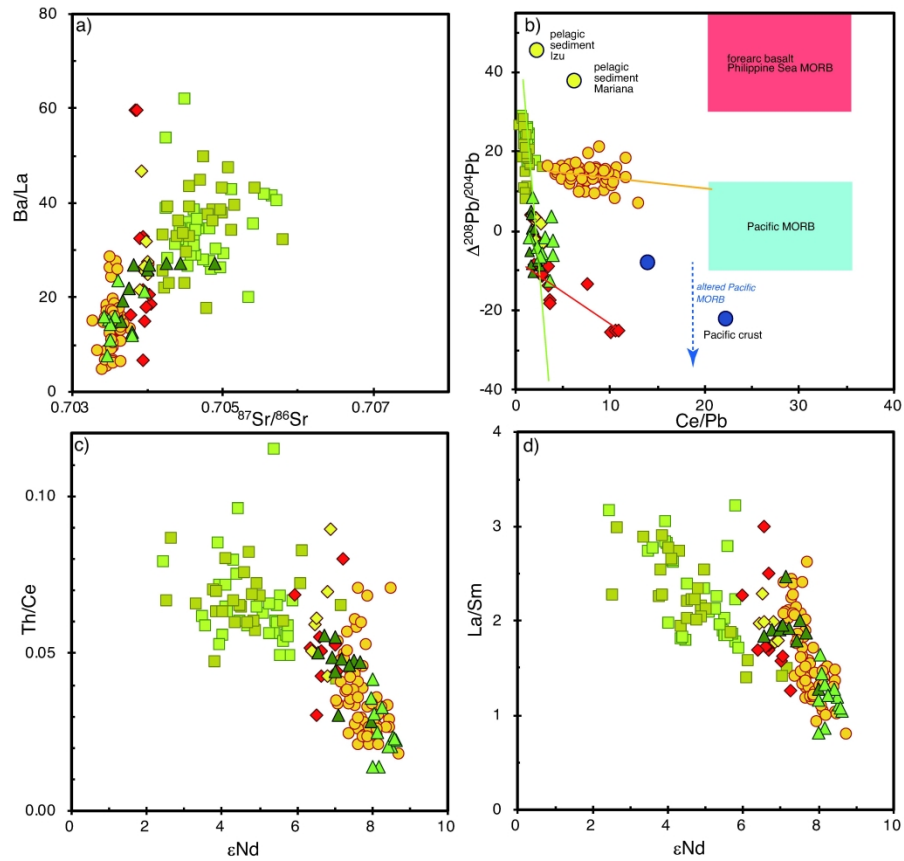 a)
80
60
40
20
0
Ba/La
0.703
0.705
0.707
87Sr/86Sr
b)
pelagic
sediment
Izu
pelagic
sediment
Mariana
forearc basalt
Philippine Sea MORB
Pacific MORB
altered Pacific
MORB
Pacific crust
40
20
0
-20
-40
Δ208Pb/204Pb
0
10
20
30
40
Ce/Pb
c)
0.10
0.05
0.00
Th/Ce
0
2
4
6
8
10
εNd
d)
4
3
2
1
0
La/Sm
0
2
4
6
8
10
εNd